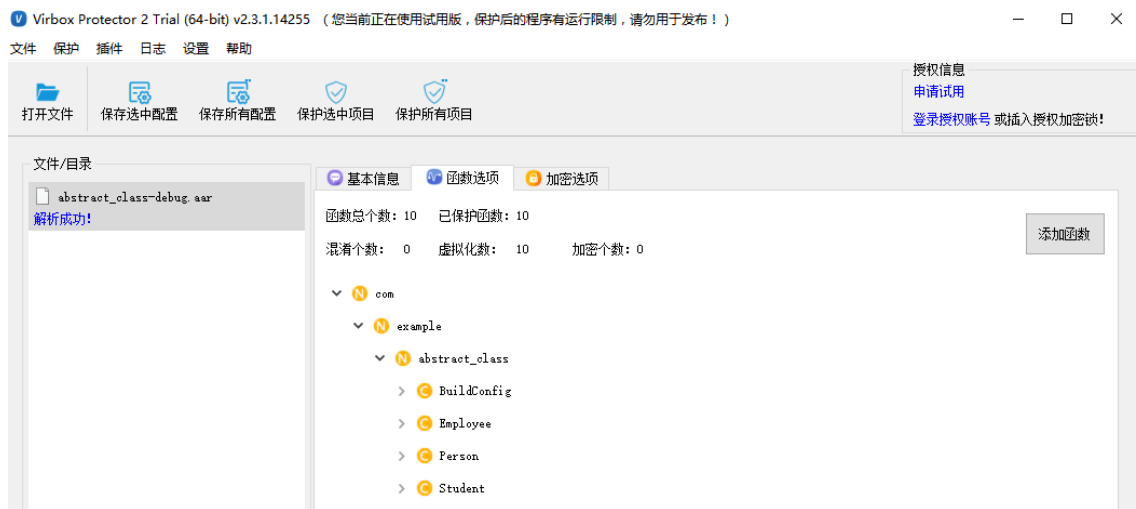 Virbox Protector 2 Trial (64-bit) v2.3.1.14255 （您当前正在使用试用版，保护后的程序有运行限制，请勿用于发布！）
文件 保护 插件 日志 设置 帮助
打开文件 保存选中配置 保存所有配置 保护选中项目 保护所有项目
授权信息
申请试用
登录授权账号 或插入授权加密锁!
文件/目录
abstract_class-debug.aar
解析成功!
基本信息 函数选项 加密选项
函数总个数: 10 已保护函数: 10
混淆个数: 0 虚拟化数: 10 加密个数: 0
添加函数
N com
N example
N abstract_class
C BuildConfig
C Employee
C Person
C Student